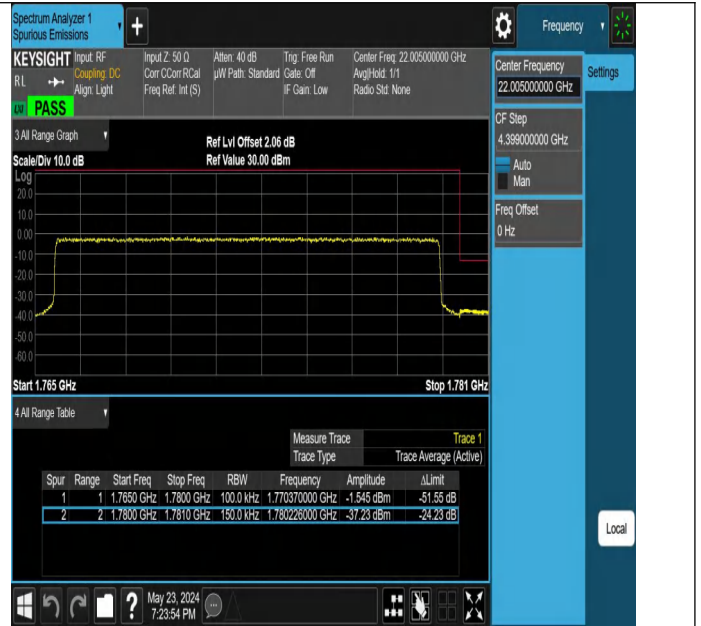 Spectrum Analyzer 1
Spurious Emissions
+
Frequency
KEYSIGHT
Input: RF
Input Z: 50 Ω
Atten: 40 dB
Trig: Free Run
Center Freq: 22.005000000 GHz
RL
Coupling: DC
Corr CCorr RCal
µW Path: Standard
Gate: Off
Avg|Hold: 1/1
Align: Light
Freq Ref: Int (S)
IF Gain: Low
Radio Std: None
LXI
PASS
3 All Range Graph
Ref Lvl Offset 2.06 dB
Scale/Div 10.0 dB
Ref Value 30.00 dBm
Log
20.0
10.0
0.00
-10.0
-20.0
-30.0
-40.0
-50.0
-60.0
Start 1.765 GHz
Stop 1.781 GHz
4 All Range Table
Measure Trace Trace 1
Trace Type Trace Average (Active)
Spur Range Start Freq Stop Freq RBW Frequency Amplitude ΔLimit
1 1 1.7650 GHz 1.7800 GHz 100.0 kHz 1.770370000 GHz -1.545 dBm -51.55 dB
2 2 1.7800 GHz 1.7810 GHz 150.0 kHz 1.780226000 GHz -37.23 dBm -24.23 dB
?
May 23, 2024
7:23:54 PM
Center Frequency
22.005000000 GHz
Settings
CF Step
4.399000000 GHz
Auto
Man
Freq Offset
0 Hz
Local